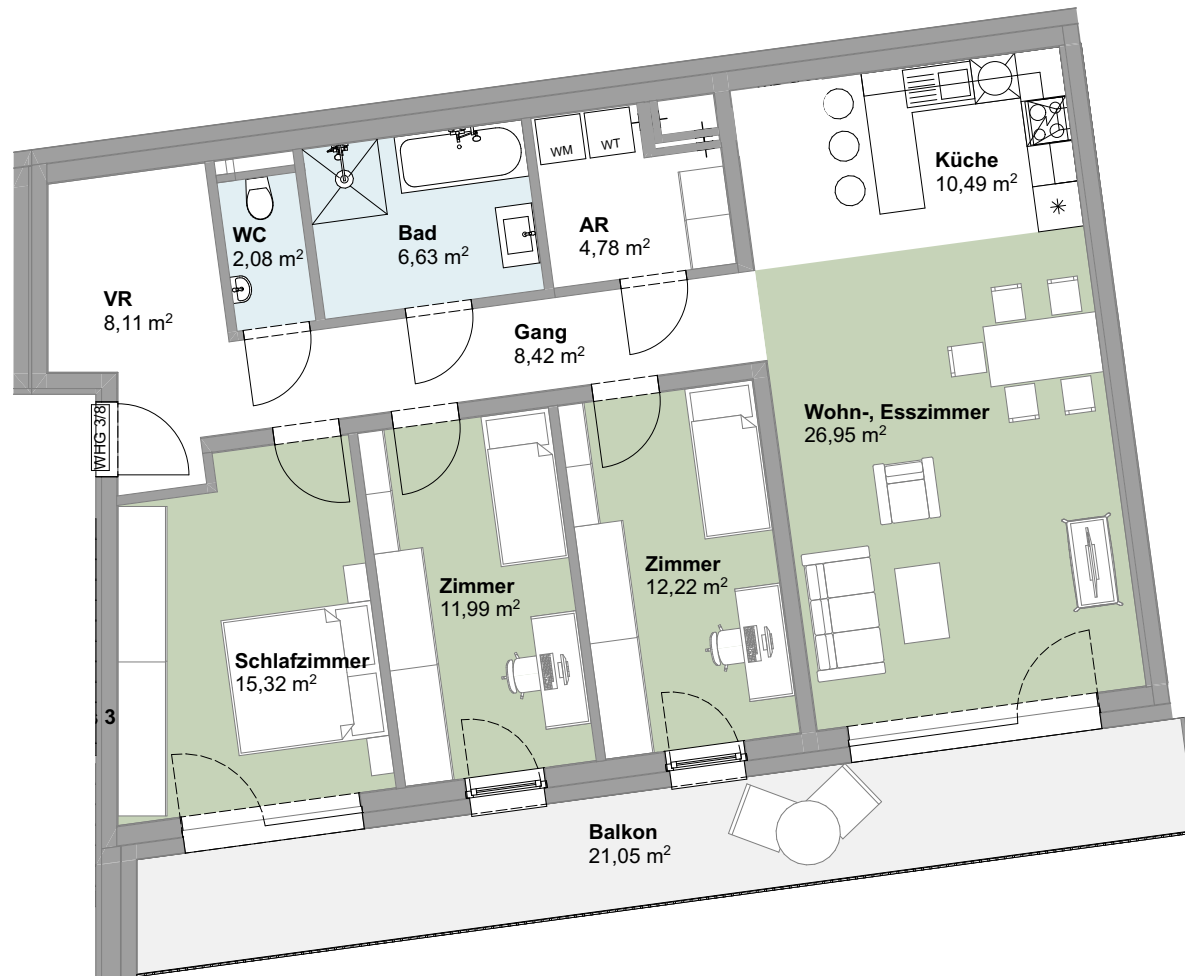 Küche
10,49 m²
WM
WT
AR
4,78 m²
WC
2,08 m²
Bad
6,63 m²
VR
8,11 m²
Gang
8,42 m²
WHG 3/8
Wohn-, Esszimmer
26,95 m²
Zimmer
12,22 m²
Zimmer
11,99 m²
Schlafzimmer
15,32 m²
3
Balkon
21,05 m²